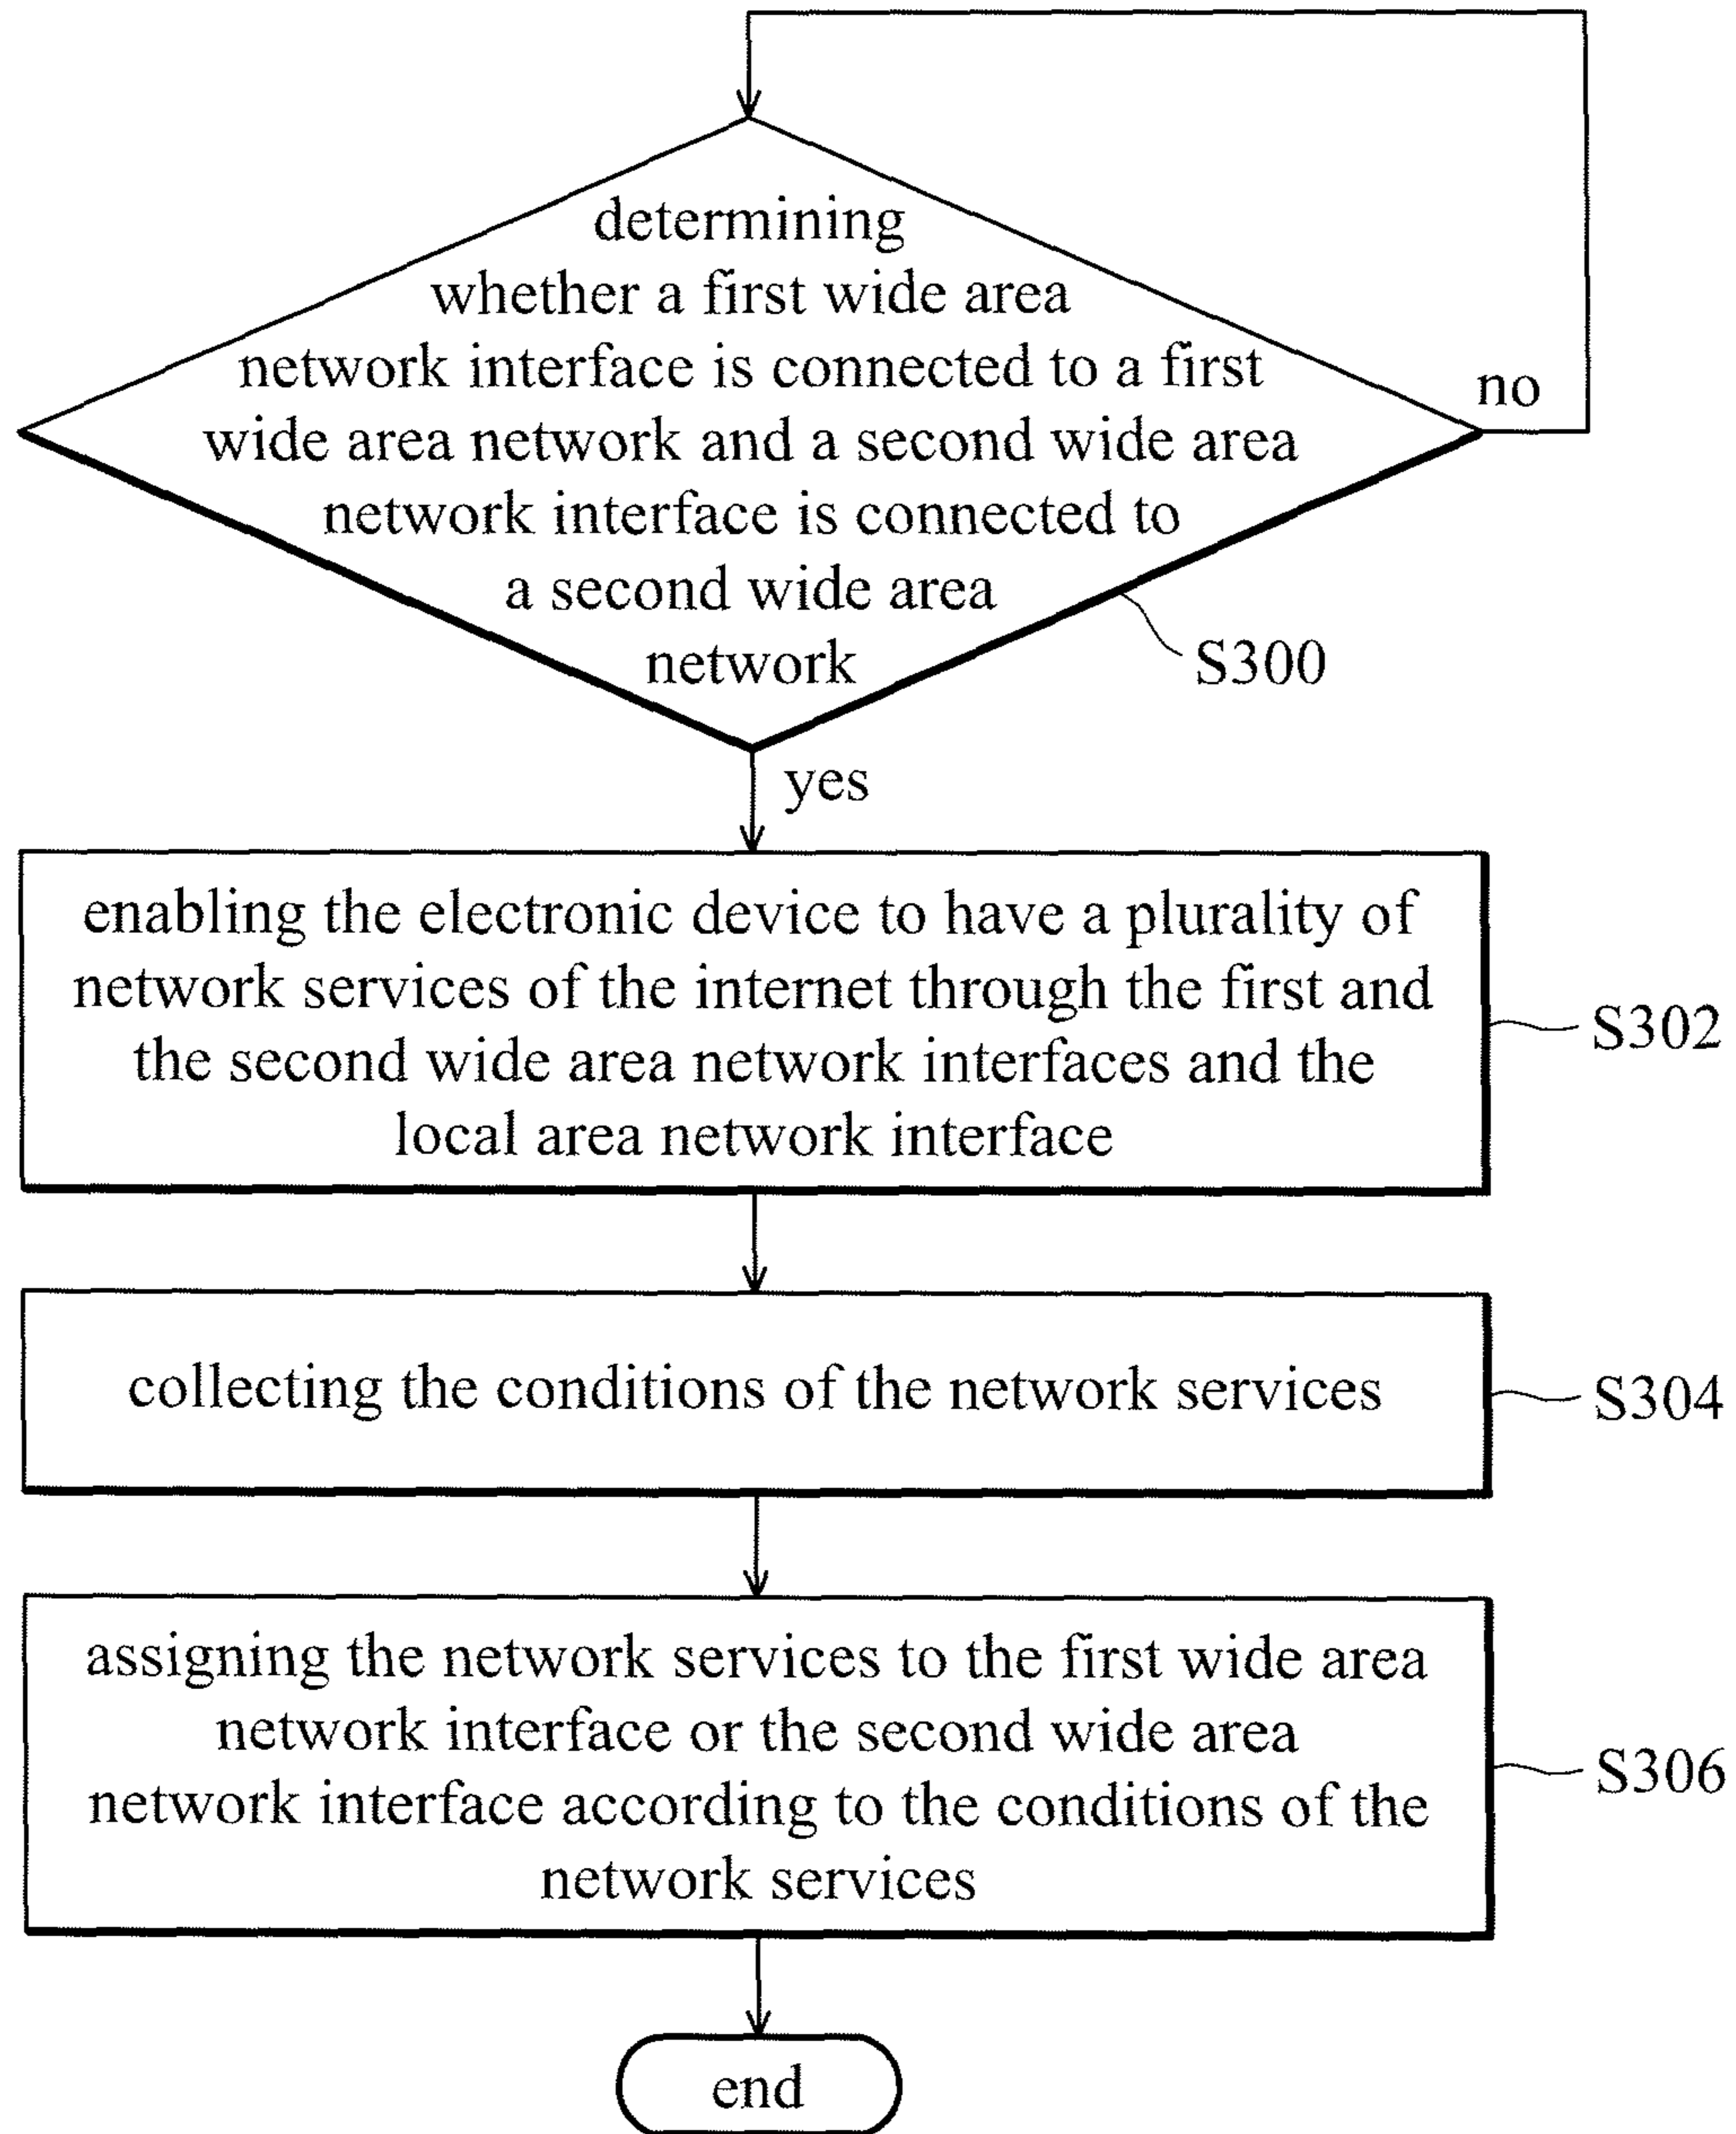 determining
whether a first wide area
network interface is connected to a first
wide area network and a second wide area
network interface is connected to
a second wide area
network
no
S300
yes
enabling the electronic device to have a plurality of
network services of the internet through the first and
the second wide area network interfaces and the
local area network interface
S302
collecting the conditions of the network services
S304
assigning the network services to the first wide area
network interface or the second wide area
network interface according to the conditions of the
network services
S306
end